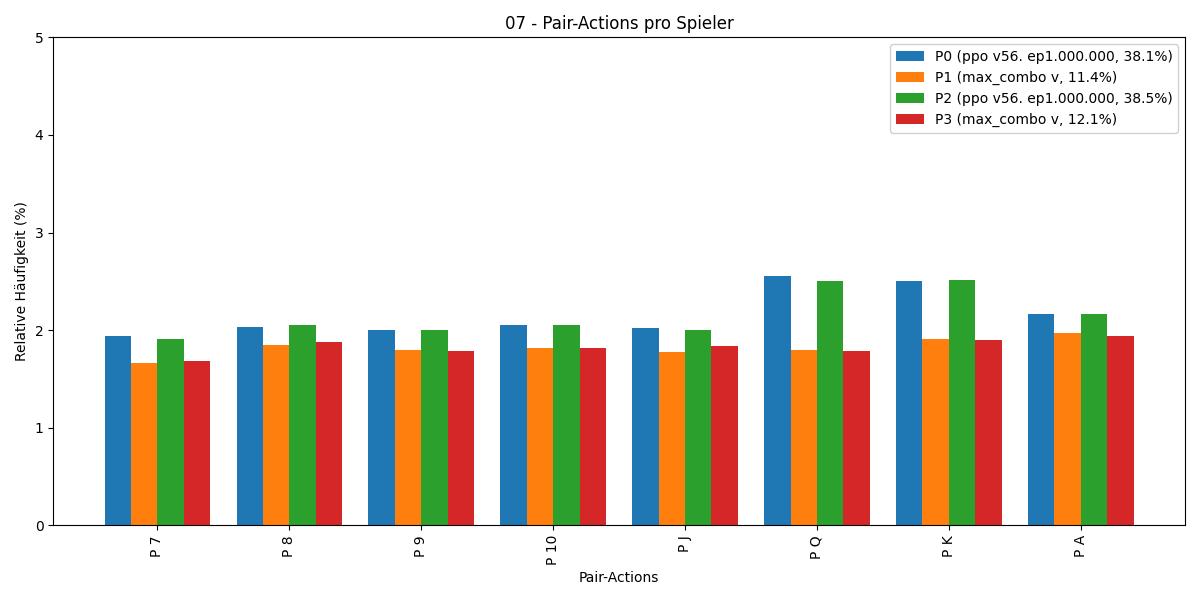 07 - Pair-Actions pro Spieler
P0 (ppo v56. ep1.000.000, 38.1%)
P1 (max_combo v, 11.4%)
P2 (ppo v56. ep1.000.000, 38.5%)
P3 (max_combo v, 12.1%)
Relative Häufigkeit (%)
5
4
3
2
1
0
P 7
P 8
P 9
P 10
P J
P Q
P K
P A
Pair-Actions